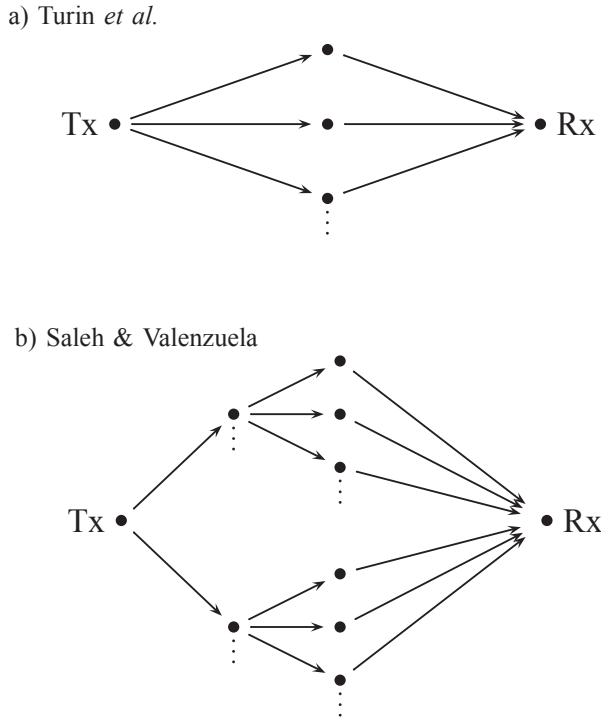 a) Turin et al.
Tx Rx
b) Saleh & Valenzuela
Tx Rx